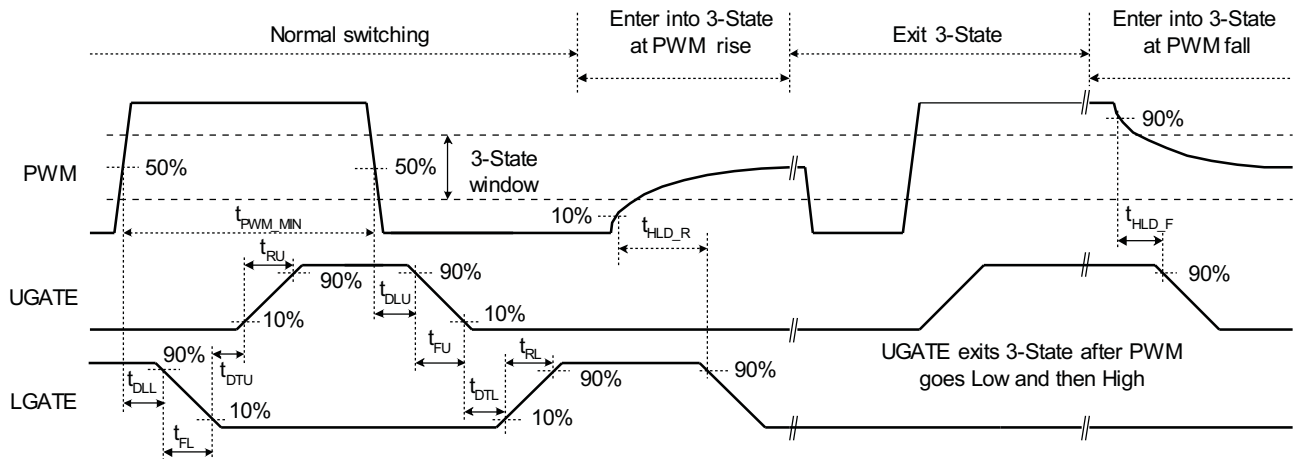 Normal switching
Enter into 3-State
at PWM rise
Exit 3-State
Enter into 3-State
at PWM fall
PWM
50%
50%
3-State
window
90%
10%
tPWM_MIN
tHLD_R
tHLD_F
tRU
UGATE
90%
90%
90%
tDLU
10%
10%
tFU
tRL
tDTU
90%
90%
90%
UGATE exits 3-State after PWM
goes Low and then High
LGATE
tDLL
tDTL
10%
10%
tFL